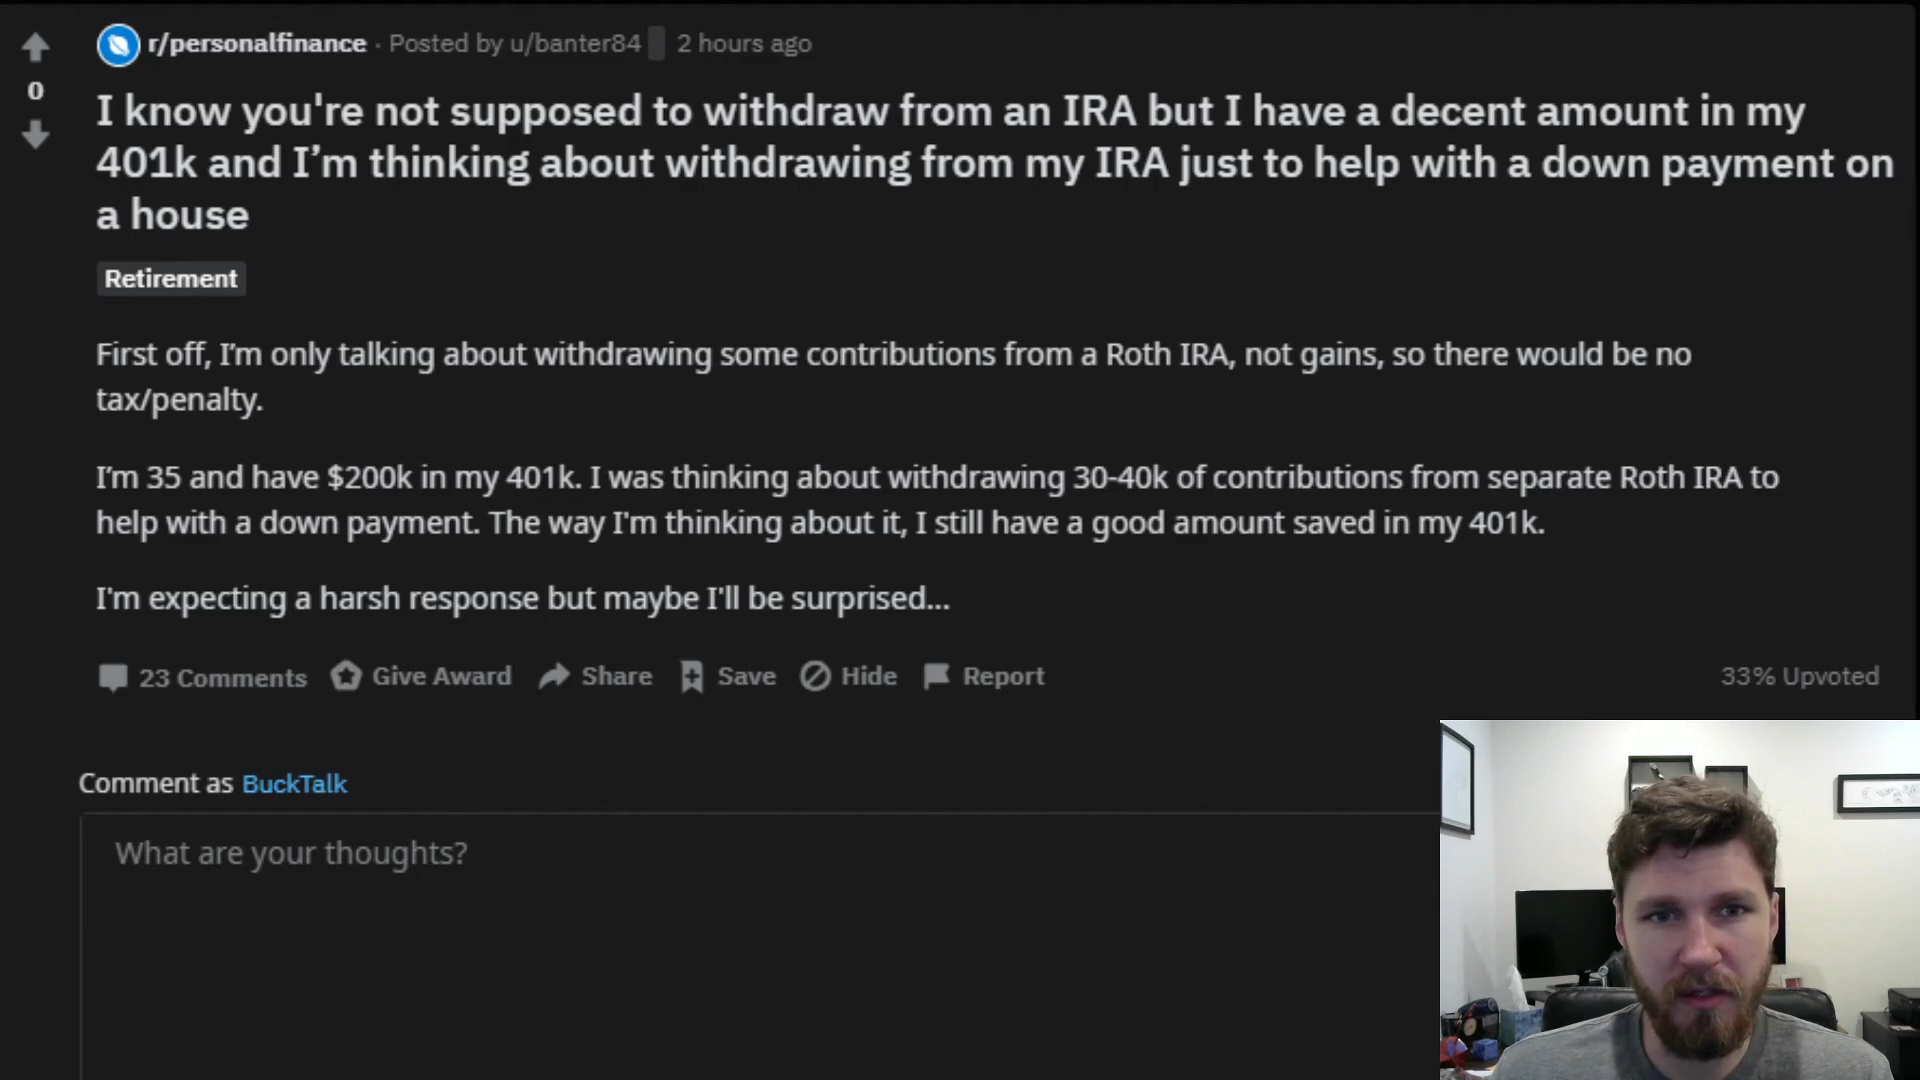 r/personalfinance · Posted by u/banter84 2 hours ago
0
I know you're not supposed to withdraw from an IRA but I have a decent amount in my
401k and I’m thinking about withdrawing from my IRA just to help with a down payment on
a house
Retirement
First off, I’m only talking about withdrawing some contributions from a Roth IRA, not gains, so there would be no
tax/penalty.
I’m 35 and have $200k in my 401k. I was thinking about withdrawing 30-40k of contributions from separate Roth IRA to
help with a down payment. The way I'm thinking about it, I still have a good amount saved in my 401k.
I'm expecting a harsh response but maybe I'll be surprised...
23 Comments Give Award Share Save Hide Report 33% Upvoted
Comment as BuckTalk
What are your thoughts?